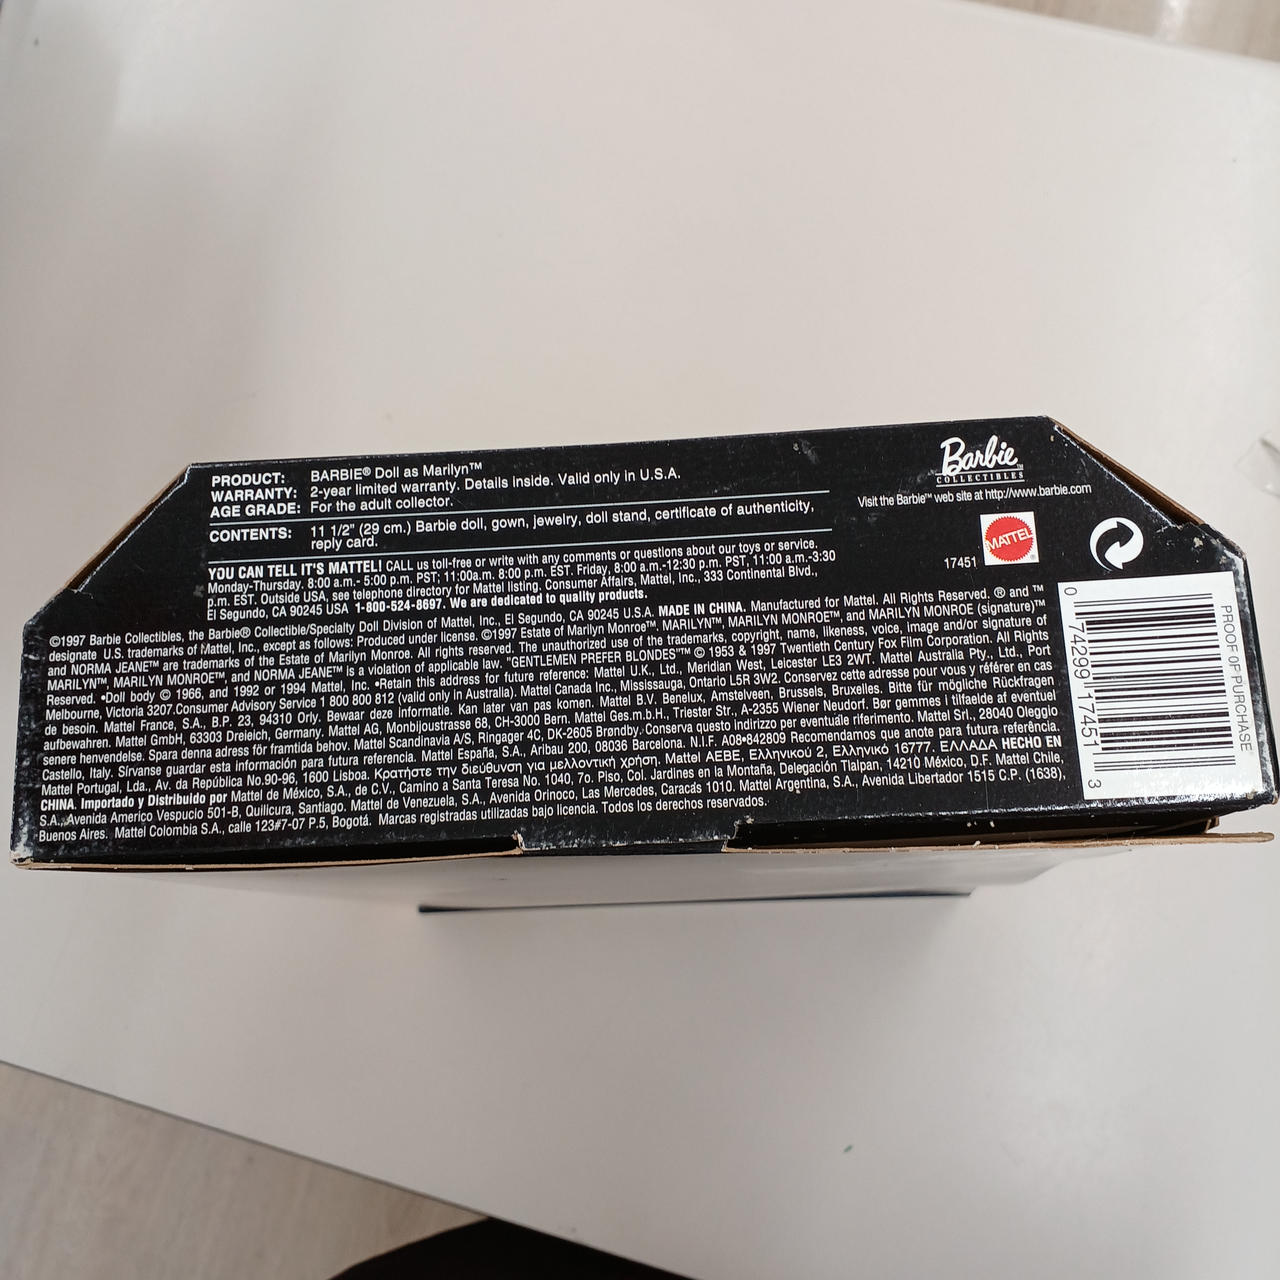 PRODUCT: BARBIE® Doll as Marilyn™
WARRANTY: 2-year limited warranty. Details inside. Valid only in U.S.A.
AGE GRADE: For the adult collector.
CONTENTS: 11 1/2" (29 cm.) Barbie doll, gown, jewelry, doll stand, certificate of authenticity,
reply card.
YOU CAN TELL IT'S MATTEL! CALL us toll-free or write with any comments or questions about our toys or service.
Monday-Thursday, 8:00 a.m.- 5:00 p.m. PST; 11:00a.m. 8:00 p.m. EST. Friday, 8:00 a.m.-12:30 p.m. PST, 11:00 a.m.-3:30
p.m. EST. Outside USA, see telephone directory for Mattel listing. Consumer Affairs, Mattel, Inc., 333 Continental Blvd.,
El Segundo, CA 90245 USA 1-800-524-8697. We are dedicated to quality products.
Barbie™
COLLECTIBLES
Visit the Barbie™ web site at http://www.barbie.com
17451
MATTEL®
©1997 Barbie Collectibles, the Barbie® Collectible/Specialty Doll Division of Mattel, Inc., El Segundo, CA 90245 U.S.A. MADE IN CHINA. Manufactured for Mattel. All Rights Reserved. ® and ™
designate U.S. trademarks of Mattel, Inc., except as follows: Produced under license. ©1997 Estate of Marilyn Monroe™, MARILYN™, MARILYN MONROE™, and MARILYN MONROE (signature)™
and NORMA JEANE™ are trademarks of the Estate of Marilyn Monroe. All rights reserved. The unauthorized use of the trademarks, copyright, name, likeness, voice, image and/or signature of
MARILYN™, MARILYN MONROE™, and NORMA JEANE™ is a violation of applicable law. "GENTLEMEN PREFER BLONDES"™ © 1953 & 1997 Twentieth Century Fox Film Corporation. All Rights
Reserved. •Doll body © 1966, and 1992 or 1994 Mattel, Inc. •Retain this address for future reference: Mattel U.K., Ltd., Meridian West, Leicester LE3 2WT. Mattel Australia Pty., Ltd., Port
Melbourne, Victoria 3207.Consumer Advisory Service 1 800 800 812 (valid only in Australia). Mattel Canada Inc., Mississauga, Ontario L5R 3W2. Conservez cette adresse pour vous y référer en cas
de besoin. Mattel France, S.A., B.P. 23, 94310 Orly. Bewaar deze informatie. Kan later van pas komen. Mattel B.V. Benelux, Amstelveen, Brussels, Bruxelles. Bitte für mögliche Rückfragen
aufbewahren. Mattel GmbH, 63303 Dreieich, Germany, Mattel AG, Monbijoustrasse 68, CH-3000 Bern. Mattel Ges.m.b.H., Triester Str., A-2355 Wiener Neudorf. Bør gemmes i tilfaelde af eventuel
senere henvendelse. Spara denna adress för framtida behov. Mattel Scandinavia A/S, Ringager 4C, DK-2605 Brøndby. Conserva questo indirizzo per eventuale riferimento. Mattel Srl., 28040 Oleggio
Castello, Italy. Sírvanse guardar esta información para futura referencia. Mattel España, S.A., Aribau 200, 08036 Barcelona. N.I.F. A08•842809 Recomendamos que anote para futura referência.
Mattel Portugal, Lda., Av. da República No.90-96, 1600 Lisboa. Κρατήστε την διεύθυνση για μελλοντική χρήση. Mattel AEBE, Ελληνικού 2, Ελληνικό 16777. ΕΛΛΑΔΑ HECHO EN
CHINA. Importado y Distribuido por Mattel de México, S.A., de C.V., Camino a Santa Teresa No. 1040, 7o. Piso, Col. Jardines en la Montaña, Delegación Tlalpan, 14210 México, D.F. Mattel Chile,
S.A., Avenida Americo Vespucio 501-B, Quilicura, Santiago. Mattel de Venezuela, S.A., Avenida Orinoco, Las Mercedes, Caracás 1010. Mattel Argentina, S.A., Avenida Libertador 1515 C.P. (1638),
Buenos Aires. Mattel Colombia S.A., calle 123#7-07 P.5, Bogotá. Marcas registradas utilizadas bajo licencia. Todos los derechos reservados.
PROOF OF PURCHASE
0 74299 17451 3